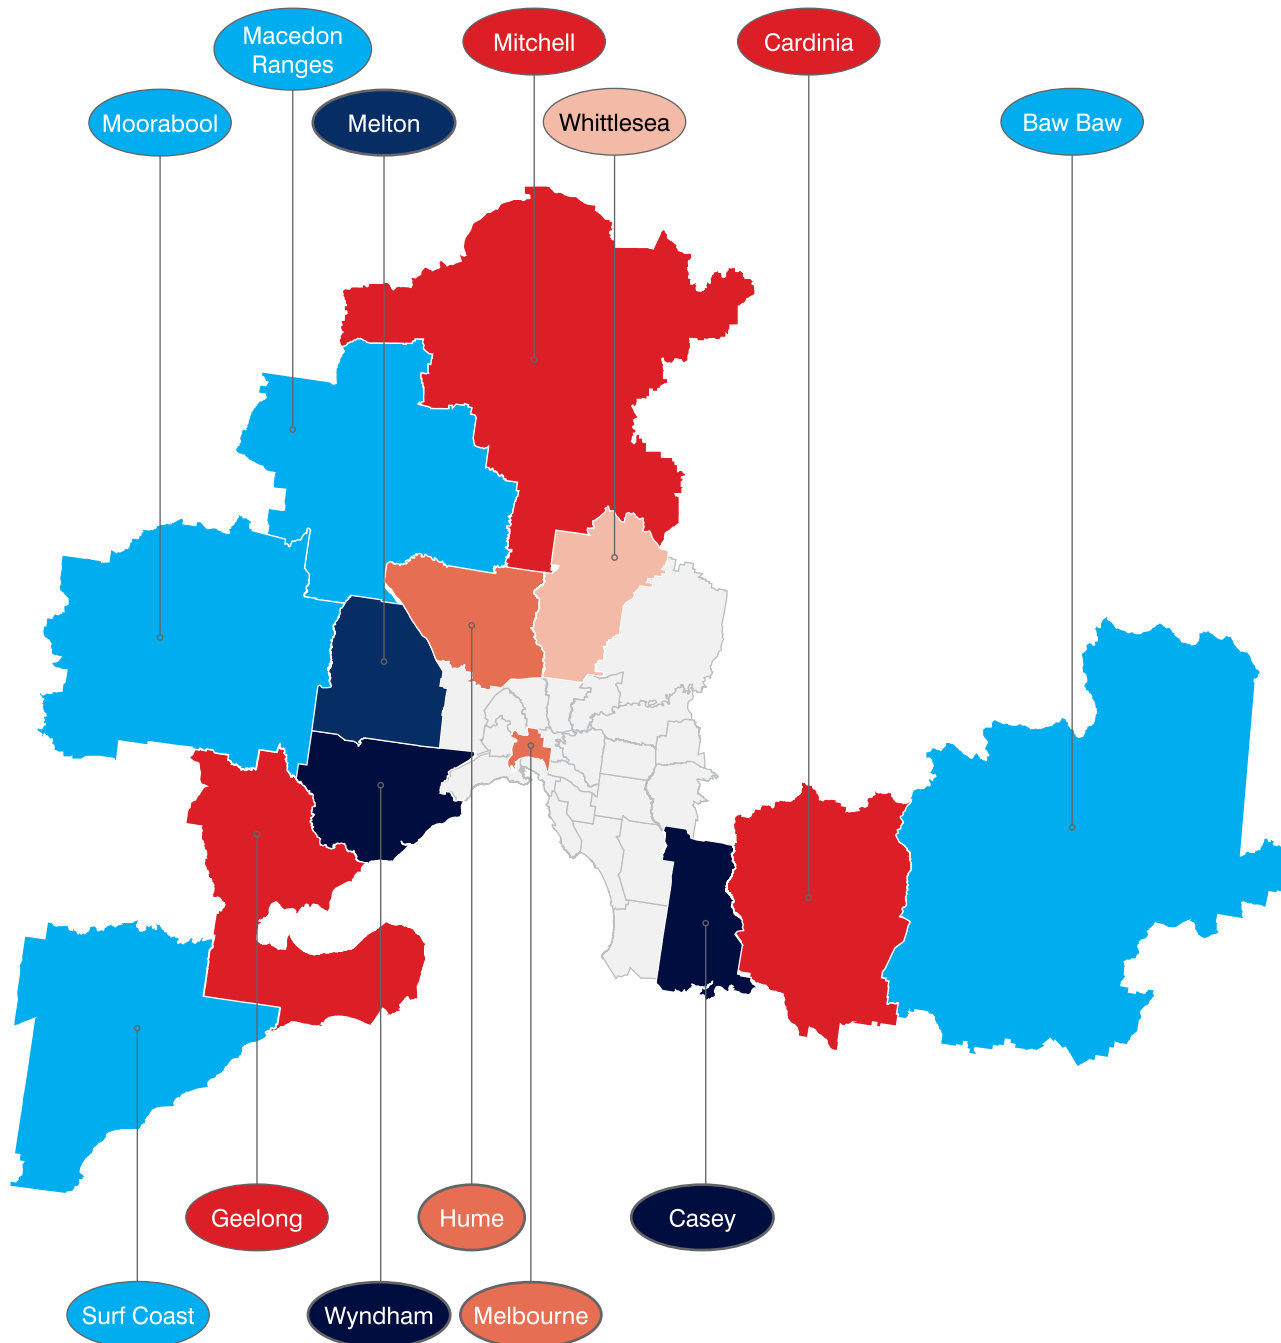 Macedon
Ranges
Mitchell
Cardinia
Moorabool
Melton
Whittlesea
Baw Baw
Geelong
Hume
Casey
Surf Coast
Wyndham
Melbourne